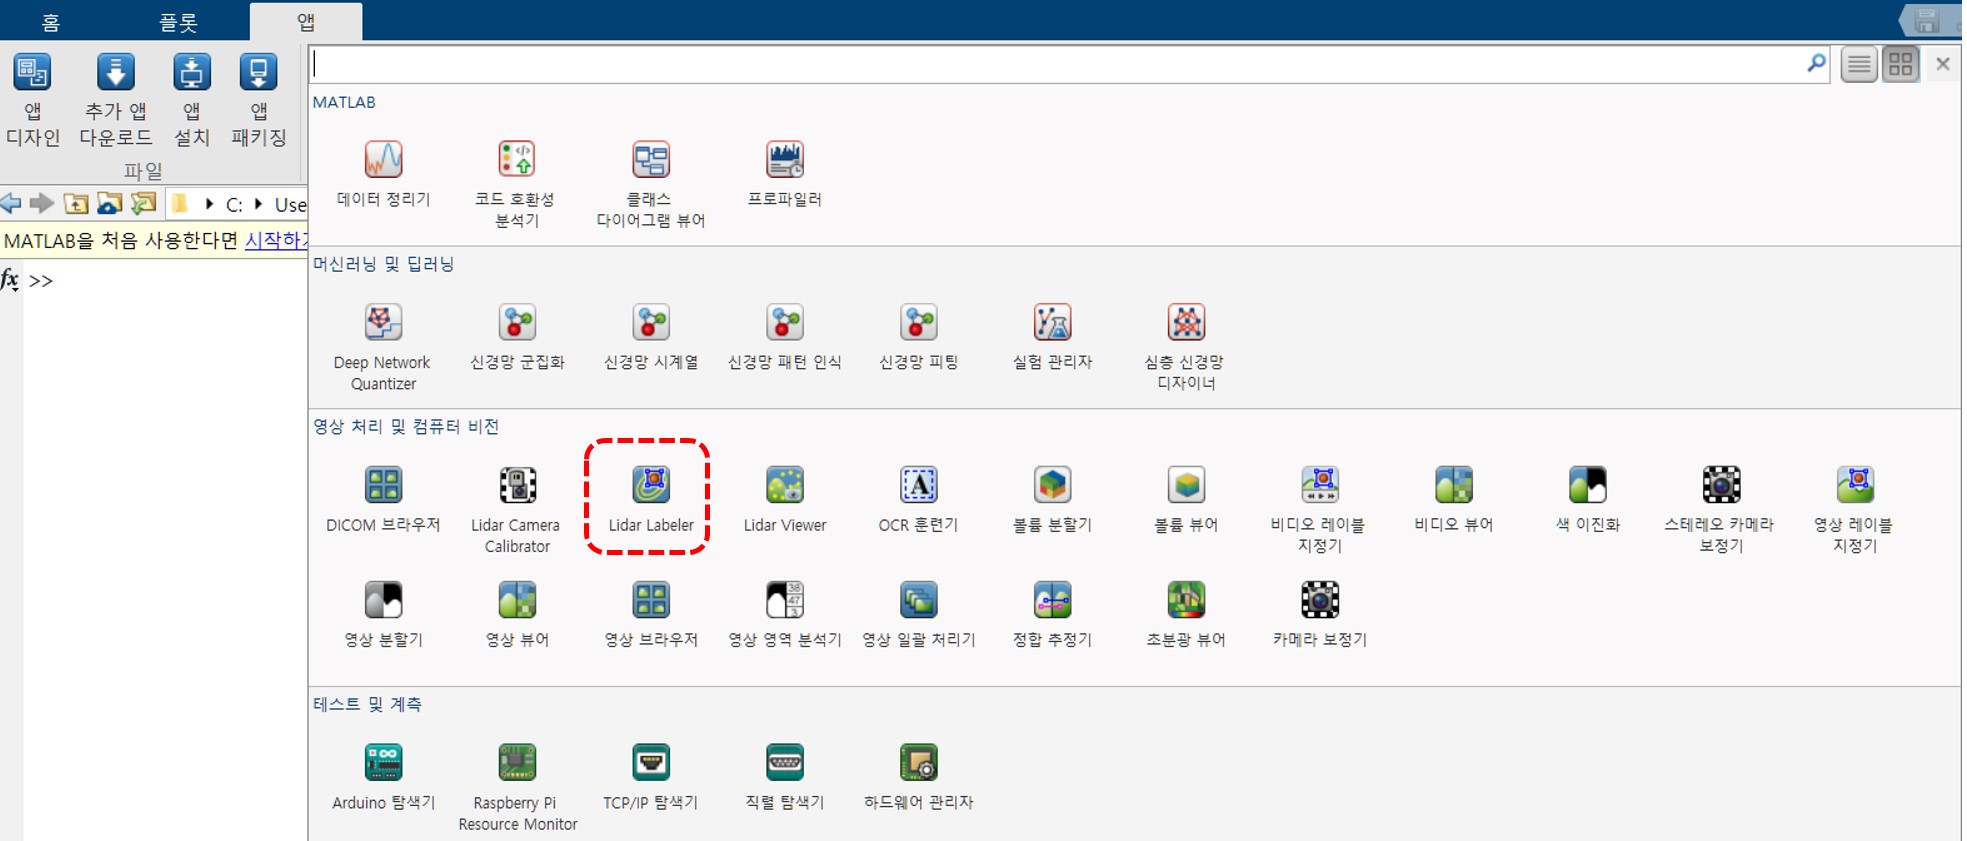 홈
플롯
앱
앱
디자인
추가 앱
다운로드
앱
설치
앱
패키징
파일
C:
Use
MATLAB을 처음 사용한다면 시작하기
fx >>
MATLAB
데이터 정리기
코드 호환성
분석기
클래스
다이어그램 뷰어
프로파일러
머신러닝 및 딥러닝
Deep Network
Quantizer
신경망 군집화
신경망 시계열
신경망 패턴 인식
신경망 피팅
실험 관리자
심층 신경망
디자이너
영상 처리 및 컴퓨터 비전
DICOM 브라우저
Lidar Camera
Calibrator
Lidar Labeler
Lidar Viewer
A
OCR 훈련기
볼륨 분할기
볼륨 뷰어
비디오 레이블
지정기
비디오 뷰어
색 이진화
스테레오 카메라
보정기
영상 레이블
지정기
영상 분할기
영상 뷰어
영상 브라우저
38
47
3
영상 영역 분석기
영상 일괄 처리기
정합 추정기
초분광 뷰어
카메라 보정기
테스트 및 계측
Arduino 탐색기
Raspberry Pi
Resource Monitor
TCP/IP 탐색기
직렬 탐색기
하드웨어 관리자